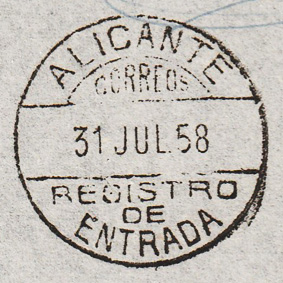 ALICANTE
CORREOS
31 JUL.58
REGISTRO
DE
ENTRADA